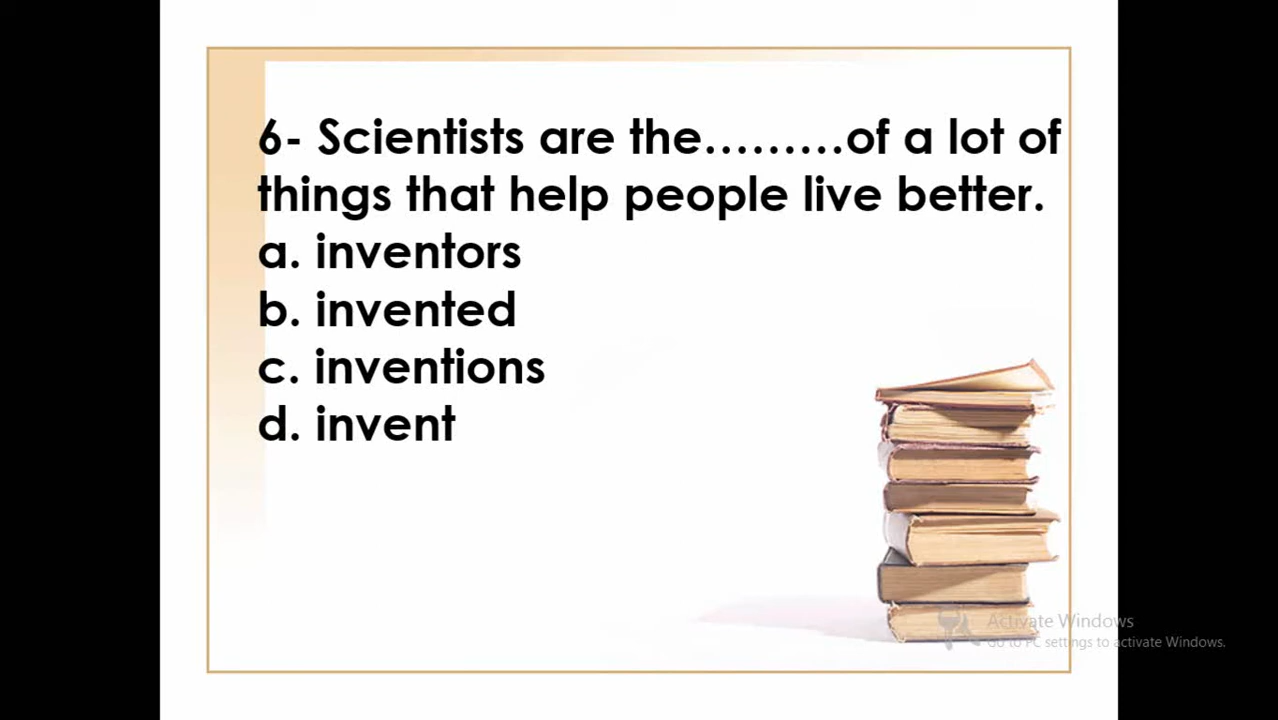 6- Scientists are the.........of a lot of
things that help people live better.
a. inventors
b. invented
c. inventions
d. invent
Activate Windows
Go to PC settings to activate Windows.